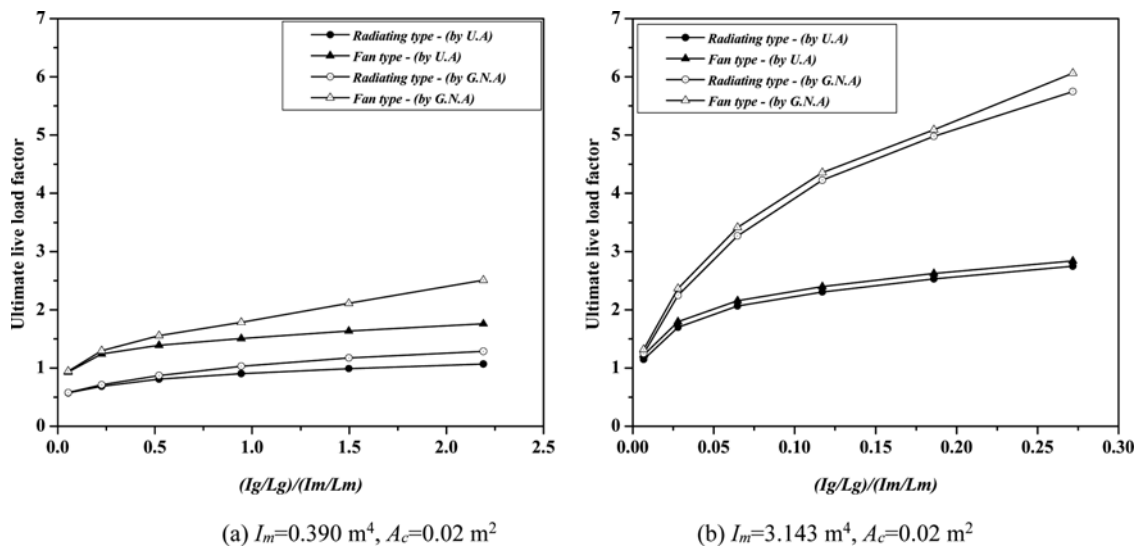 7
6
5
4
3
2
1
0
Ultimate live load factor
Radiating type - (by U.A)
Fan type - (by U.A)
Radiating type - (by G.N.A)
Fan type - (by G.N.A)
0.0 0.5 1.0 1.5 2.0 2.5
(Ig/Lg)/(Im/Lm)
(a) Iₘ=0.390 m⁴, A꜀=0.02 m²
7
6
5
4
3
2
1
0
Ultimate live load factor
Radiating type - (by U.A)
Fan type - (by U.A)
Radiating type - (by G.N.A)
Fan type - (by G.N.A)
0.00 0.05 0.10 0.15 0.20 0.25 0.30
(Ig/Lg)/(Im/Lm)
(b) Iₘ=3.143 m⁴, A꜀=0.02 m²